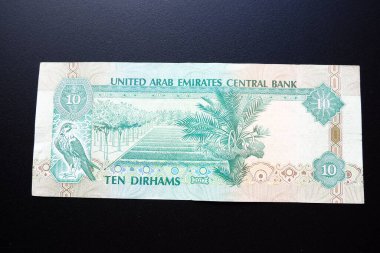 UNITED ARAB EMIRATES CENTRAL BANK
10
10
TEN DIRHAMS
10